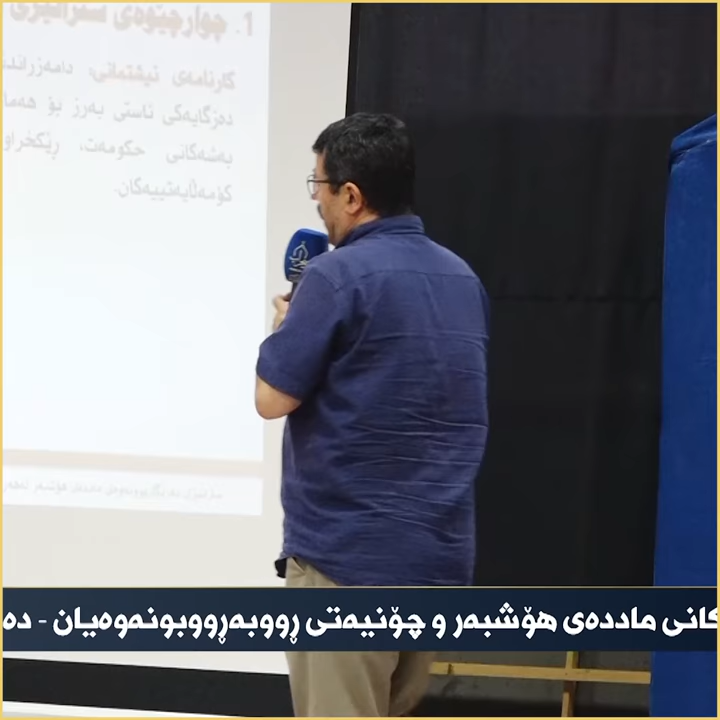 1. چوارچێوەی ستراتیژی
کارنامەی نیشتمانی، دامەزراند
دەزگایەکی ئاستی بەرز بۆ هەما
بەشەکانی حکومەت، ڕێکخراو
کۆمەڵایەتییەکان.
کانی ماددەی هۆشبەر و چۆنیەتی ڕووبەڕووبونەوەیان - دە